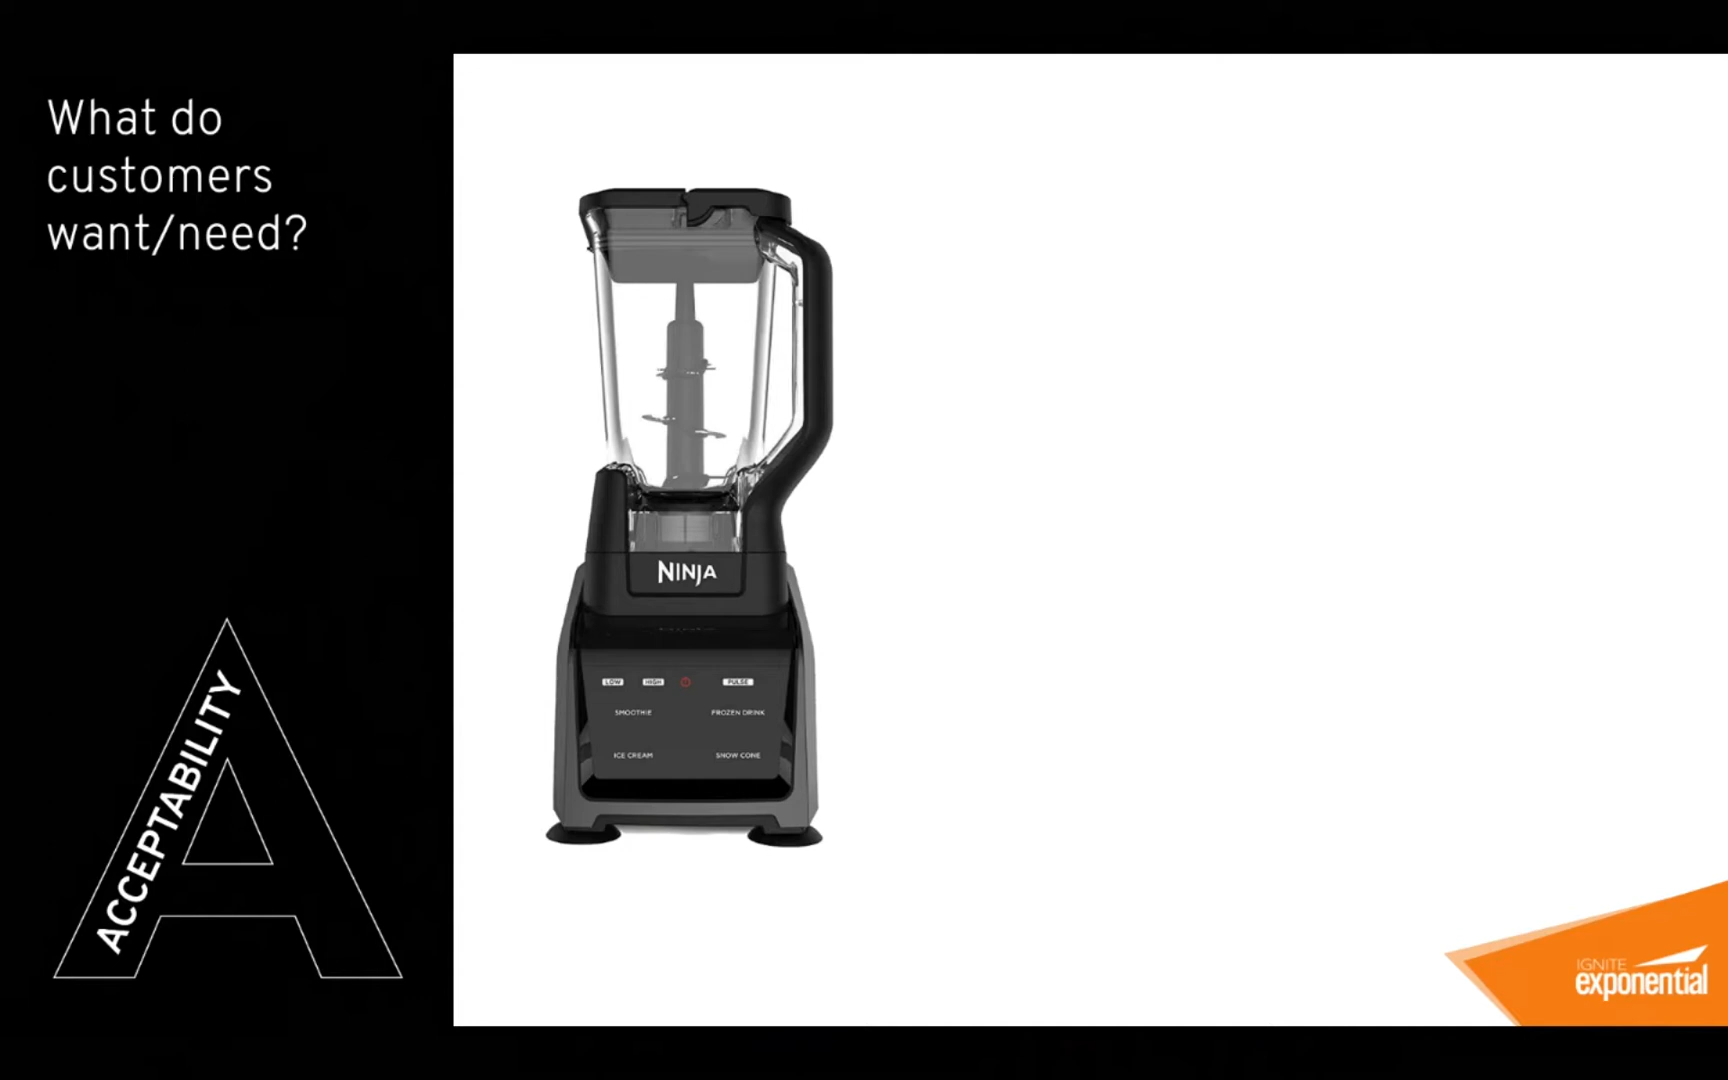 What do
customers
want/need?
ACCEPTABILITY
NINJA
LOW HIGH PULSE
SMOOTHIE FROZEN DRINK
ICE CREAM SNOW CONE
IGNITE
exponential